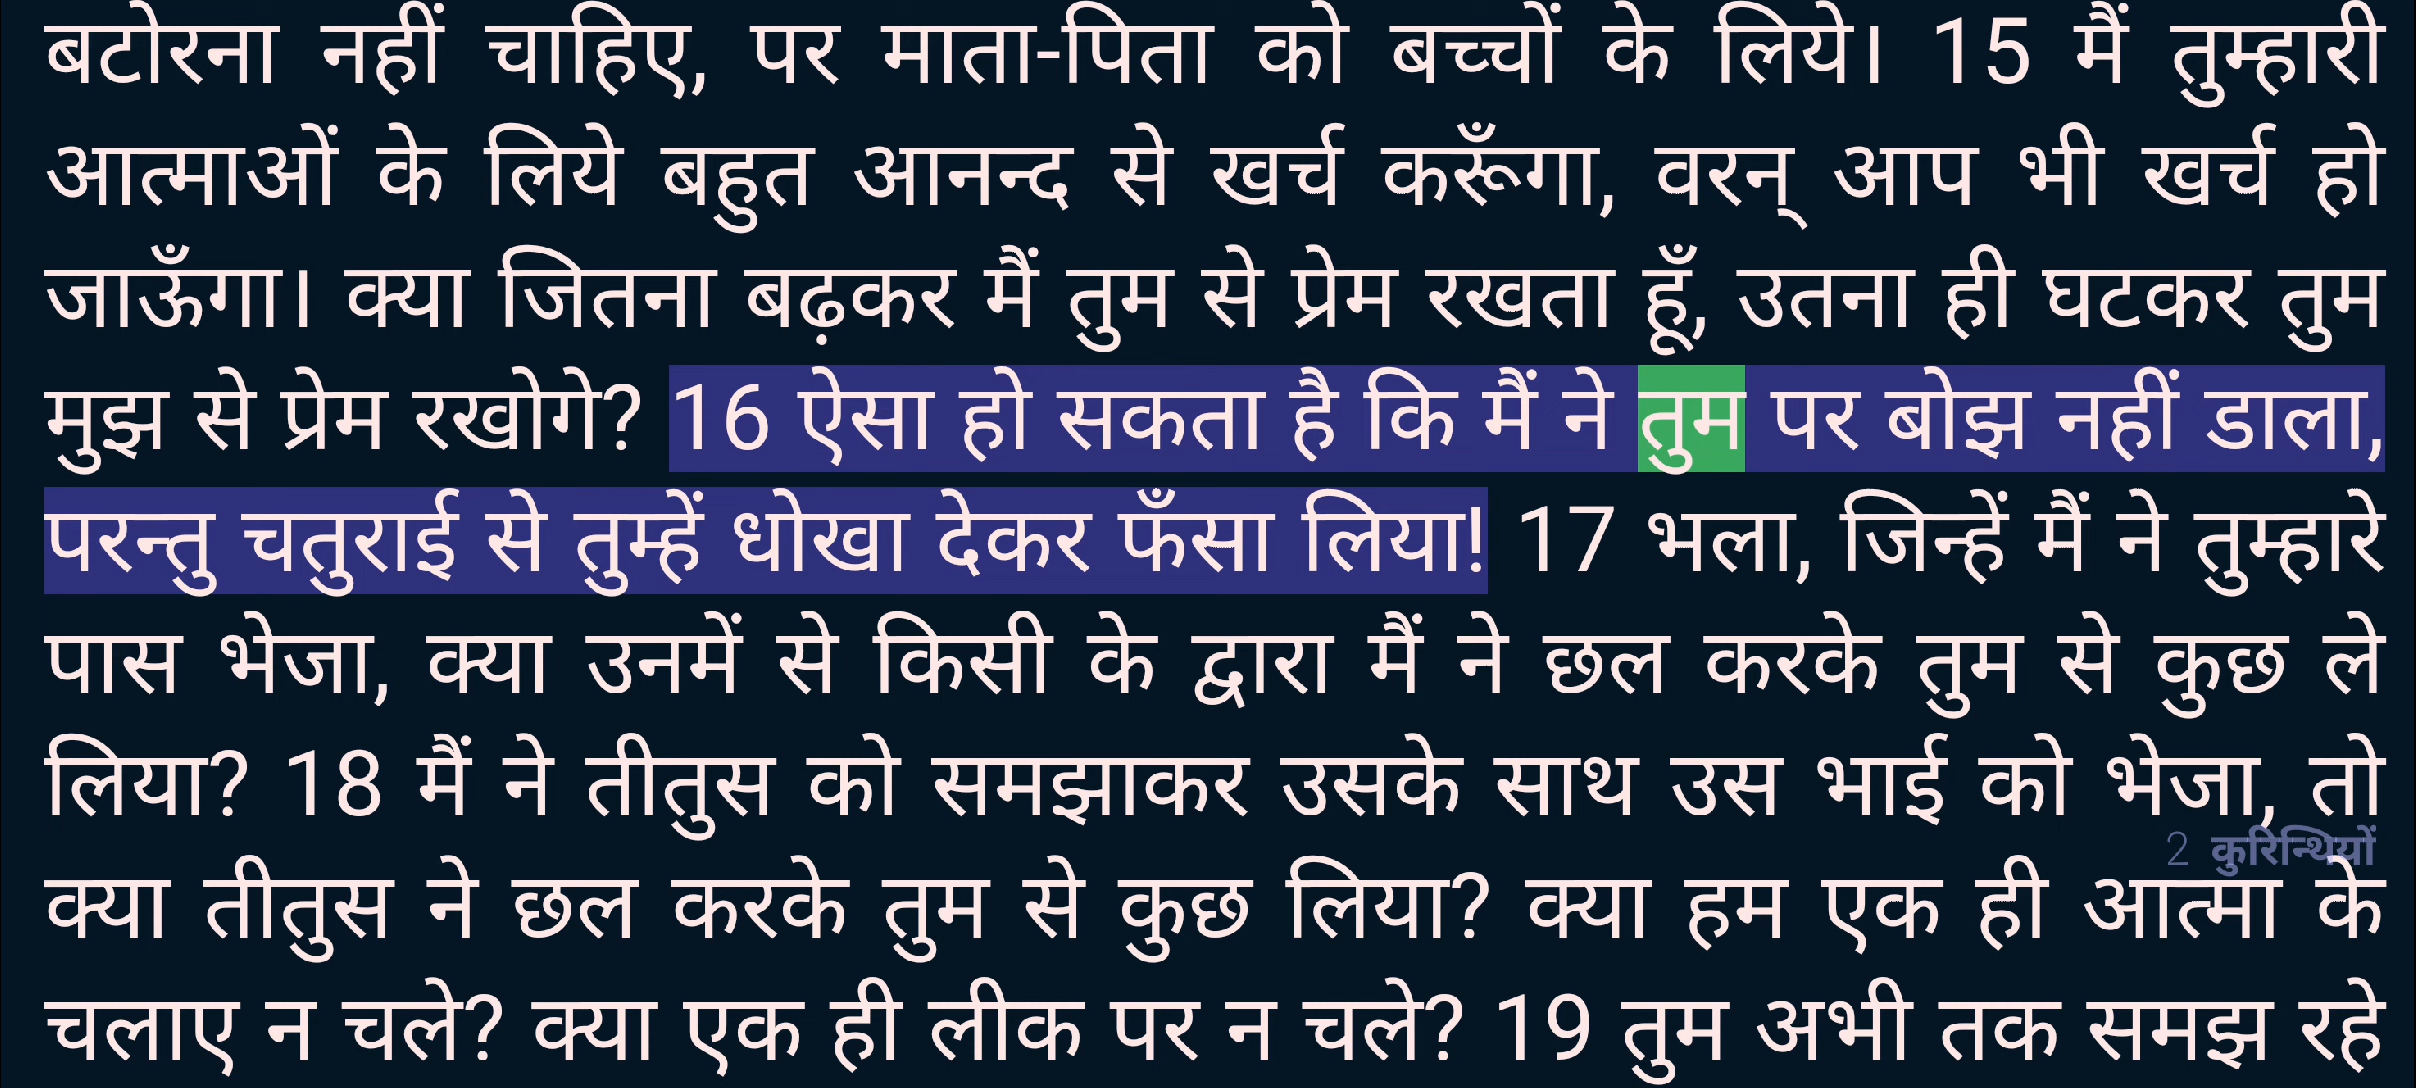 बटोरना नहीं चाहिए, पर माता-पिता को बच्चों के लिये। 15 मैं तुम्हारी
आत्माओं के लिये बहुत आनन्द से खर्च करूँगा, वरन् आप भी खर्च हो
जाऊँगा। क्या जितना बढ़कर मैं तुम से प्रेम रखता हूँ, उतना ही घटकर तुम
मुझ से प्रेम रखोगे? 16 ऐसा हो सकता है कि मैं ने तुम पर बोझ नहीं डाला,
परन्तु चतुराई से तुम्हें धोखा देकर फँसा लिया! 17 भला, जिन्हें मैं ने तुम्हारे
पास भेजा, क्या उनमें से किसी के द्वारा मैं ने छल करके तुम से कुछ ले
लिया? 18 मैं ने तीतुस को समझाकर उसके साथ उस भाई को भेजा, तो
2 कुरिन्थियों
क्या तीतुस ने छल करके तुम से कुछ लिया? क्या हम एक ही आत्मा के
चलाए न चले? क्या एक ही लीक पर न चले? 19 तुम अभी तक समझ रहे